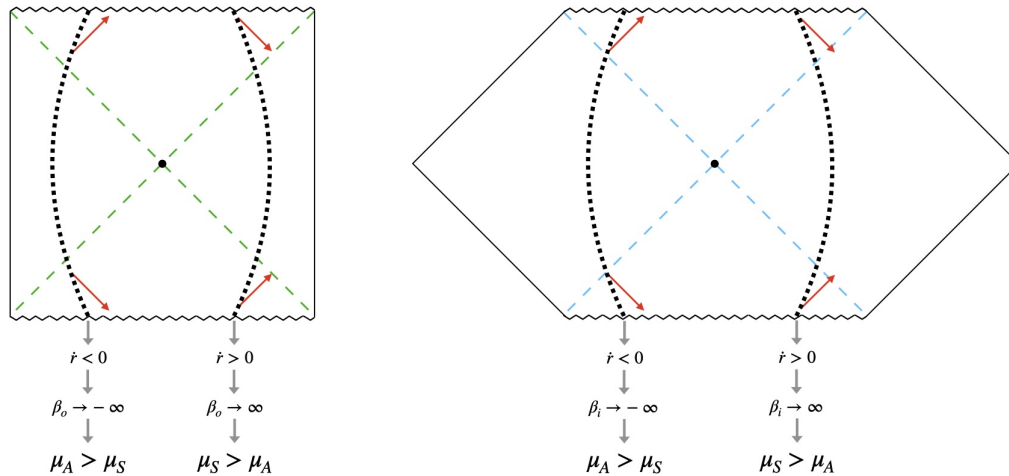 ṙ < 0
ṙ > 0
ṙ < 0
ṙ > 0
β_o → − ∞
β_o → ∞
β_i → − ∞
β_i → ∞
μ_A > μ_S
μ_S > μ_A
μ_A > μ_S
μ_S > μ_A